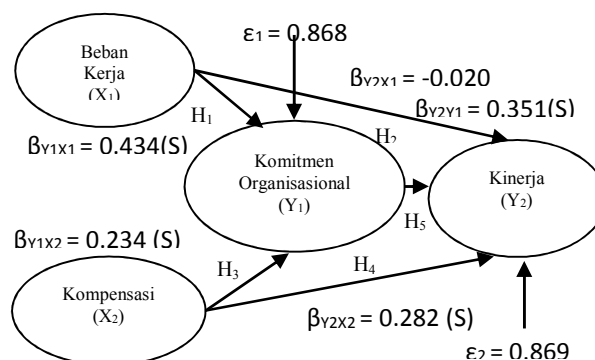 Beban
Kerja
(X₁)
ε₁ = 0.868
βY2X1 = -0.020
βY2Y1 = 0.351(S)
H₁
H₂
βY1X1 = 0.434(S)
Komitmen
Organisasional
(Y₁)
Kinerja
(Y₂)
H₅
βY1X2 = 0.234 (S)
H₃
H₄
Kompensasi
(X₂)
βY2X2 = 0.282 (S)
ε₂ = 0.869